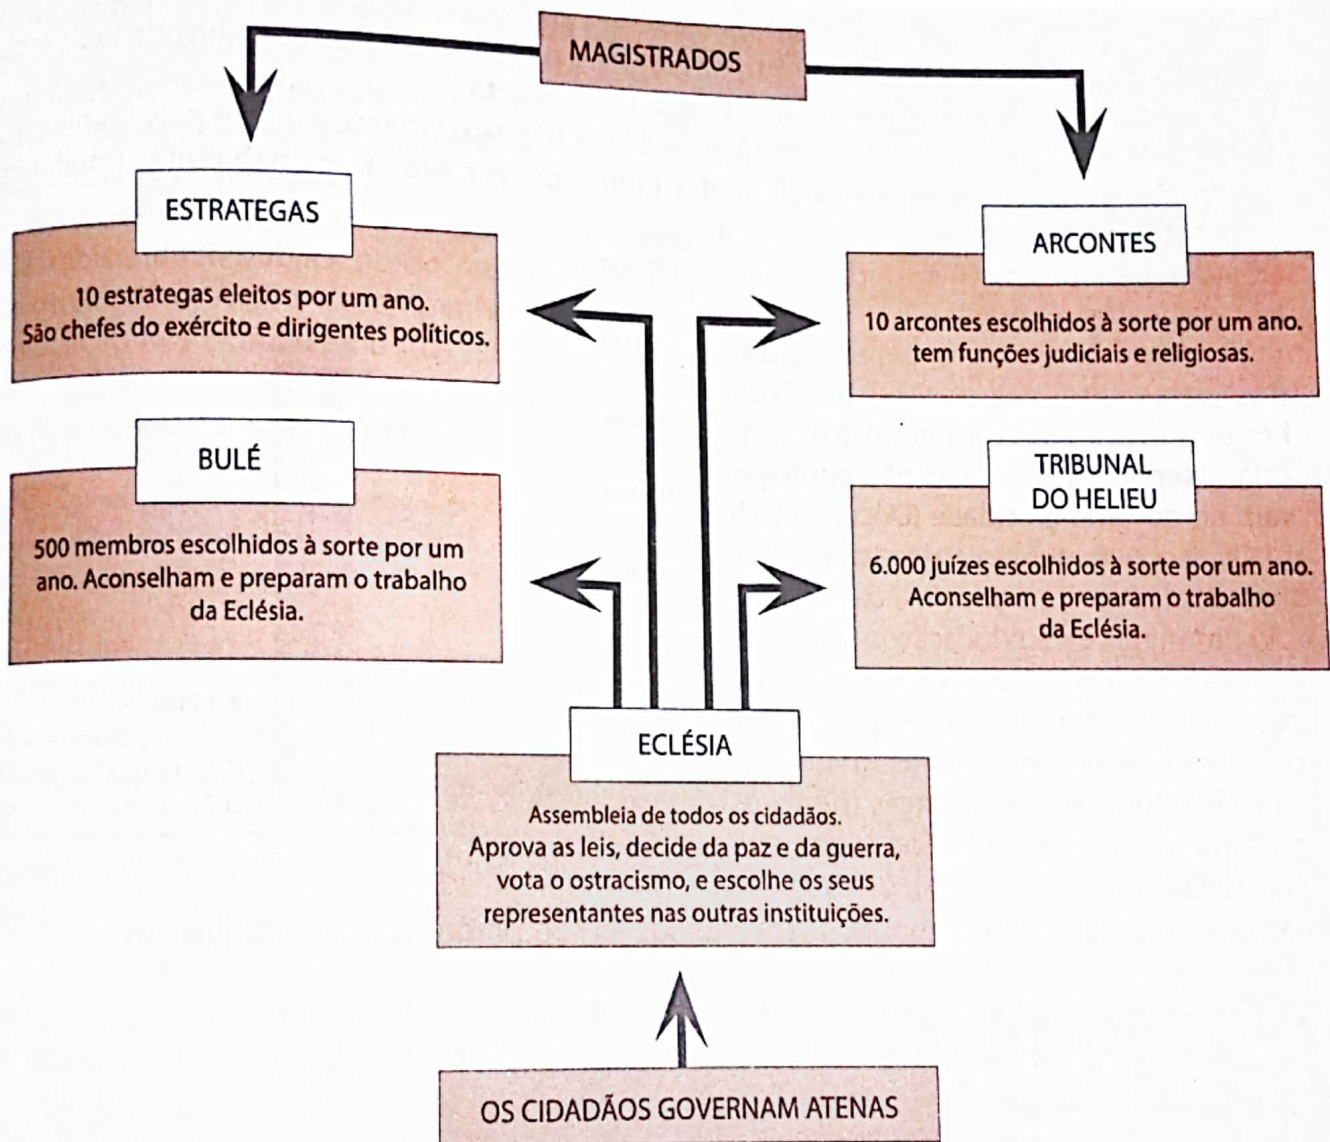 MAGISTRADOS
ESTRATEGAS
10 estrategas eleitos por um ano.
São chefes do exército e dirigentes políticos.
ARCONTES
10 arcontes escolhidos à sorte por um ano.
tem funções judiciais e religiosas.
BULÉ
500 membros escolhidos à sorte por um
ano. Aconselham e preparam o trabalho
da Eclésia.
TRIBUNAL
DO HELIEU
6.000 juízes escolhidos à sorte por um ano.
Aconselham e preparam o trabalho
da Eclésia.
ECLÉSIA
Assembleia de todos os cidadãos.
Aprova as leis, decide da paz e da guerra,
vota o ostracismo, e escolhe os seus
representantes nas outras instituições.
OS CIDADÃOS GOVERNAM ATENAS